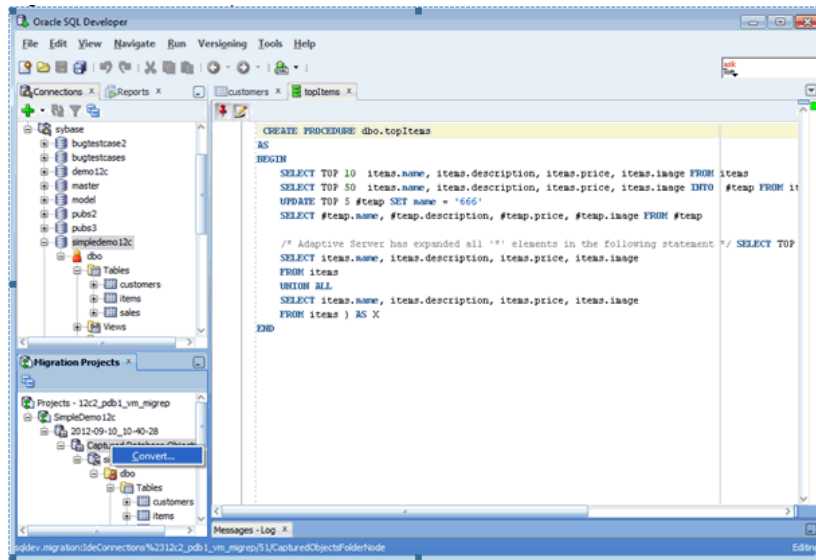 Oracle SQL Developer
File Edit View Navigate Run Versioning Tools Help
Connections x Reports x
customers x topItems x
sybase
bugtestcase2
bugtestcases
demo12c
master
model
pubs2
pubs3
simpledemo12c
dbo
Tables
customers
items
sales
Views
CREATE PROCEDURE dbo.topItems
AS
BEGIN
SELECT TOP 10 items.name, items.description, items.price, items.image FROM items
SELECT TOP 50 items.name, items.description, items.price, items.image INTO #temp FROM it
UPDATE TOP 5 #temp SET name = '666'
SELECT #temp.name, #temp.description, #temp.price, #temp.image FROM #temp
/* Adaptive Server has expanded all '*' elements in the following statement */ SELECT TOP
SELECT items.name, items.description, items.price, items.image
FROM items
UNION ALL
SELECT items.name, items.description, items.price, items.image
FROM items ) AS X
END
Migration Projects x
Projects - 12c2_pdb1_vm_migrep
SimpleDemo12c
2012-09-10_10-40-28
Captured Database Objects
Convert...
dbo
Tables
customers
items
Messages - Log x
sqldev.migration:IdeConnections%2312c2_pdb1_vm_migrep/51/CapturedObjectsFolderNode
Editing